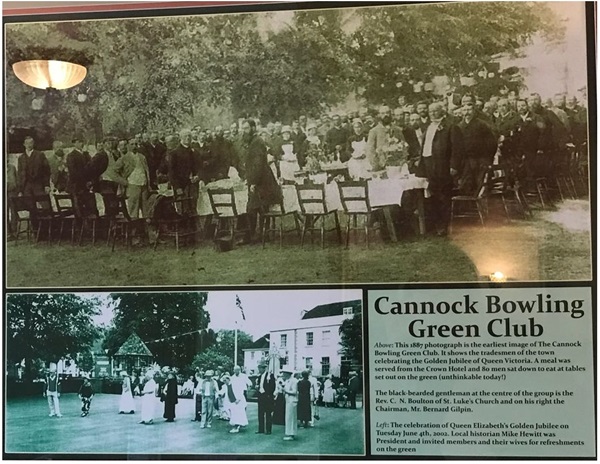 Cannock Bowling
Green Club
Above: This 1887 photograph is the earliest image of The Cannock
Bowling Green Club. It shows the tradesmen of the town
celebrating the Golden Jubilee of Queen Victoria. A meal was
served from the Crown Hotel and 80 men sat down to eat at tables
set out on the green (unthinkable today!)
The black-bearded gentleman at the centre of the group is the
Rev. C. N. Boulton of St. Luke's Church and on his right the
Chairman, Mr. Bernard Gilpin.
Left: The celebration of Queen Elizabeth's Golden Jubilee on
Tuesday June 4th, 2002. Local historian Mike Hewitt was
President and invited members and their wives for refreshments
on the green